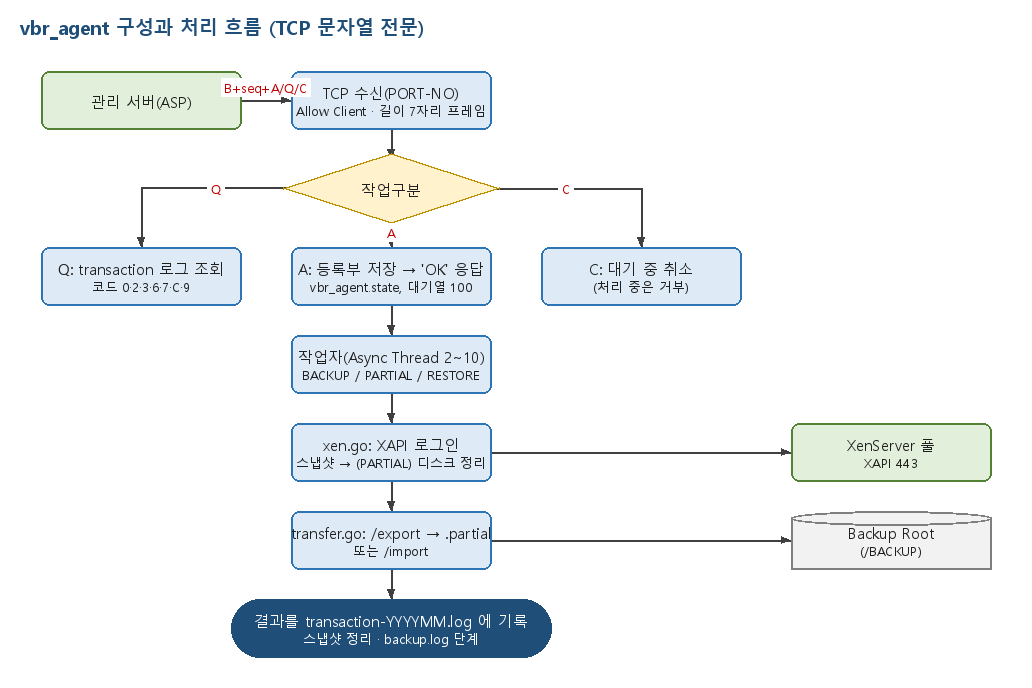 vbr_agent 구성과 처리 흐름 (TCP 문자열 전문)
관리 서버(ASP)
B+seq+A/Q/C
TCP 수신(PORT-NO)
Allow Client · 길이 7자리 프레임
작업구분
Q
C
A
Q: transaction 로그 조회
코드 0·2·3·6·7·C·9
A: 등록부 저장 → 'OK' 응답
vbr_agent.state, 대기열 100
C: 대기 중 취소
(처리 중은 거부)
작업자(Async Thread 2~10)
BACKUP / PARTIAL / RESTORE
xen.go: XAPI 로그인
스냅샷 → (PARTIAL) 디스크 정리
XenServer 풀
XAPI 443
transfer.go: /export → .partial
또는 /import
Backup Root
(/BACKUP)
결과를 transaction-YYYYMM.log 에 기록
스냅샷 정리 · backup.log 단계